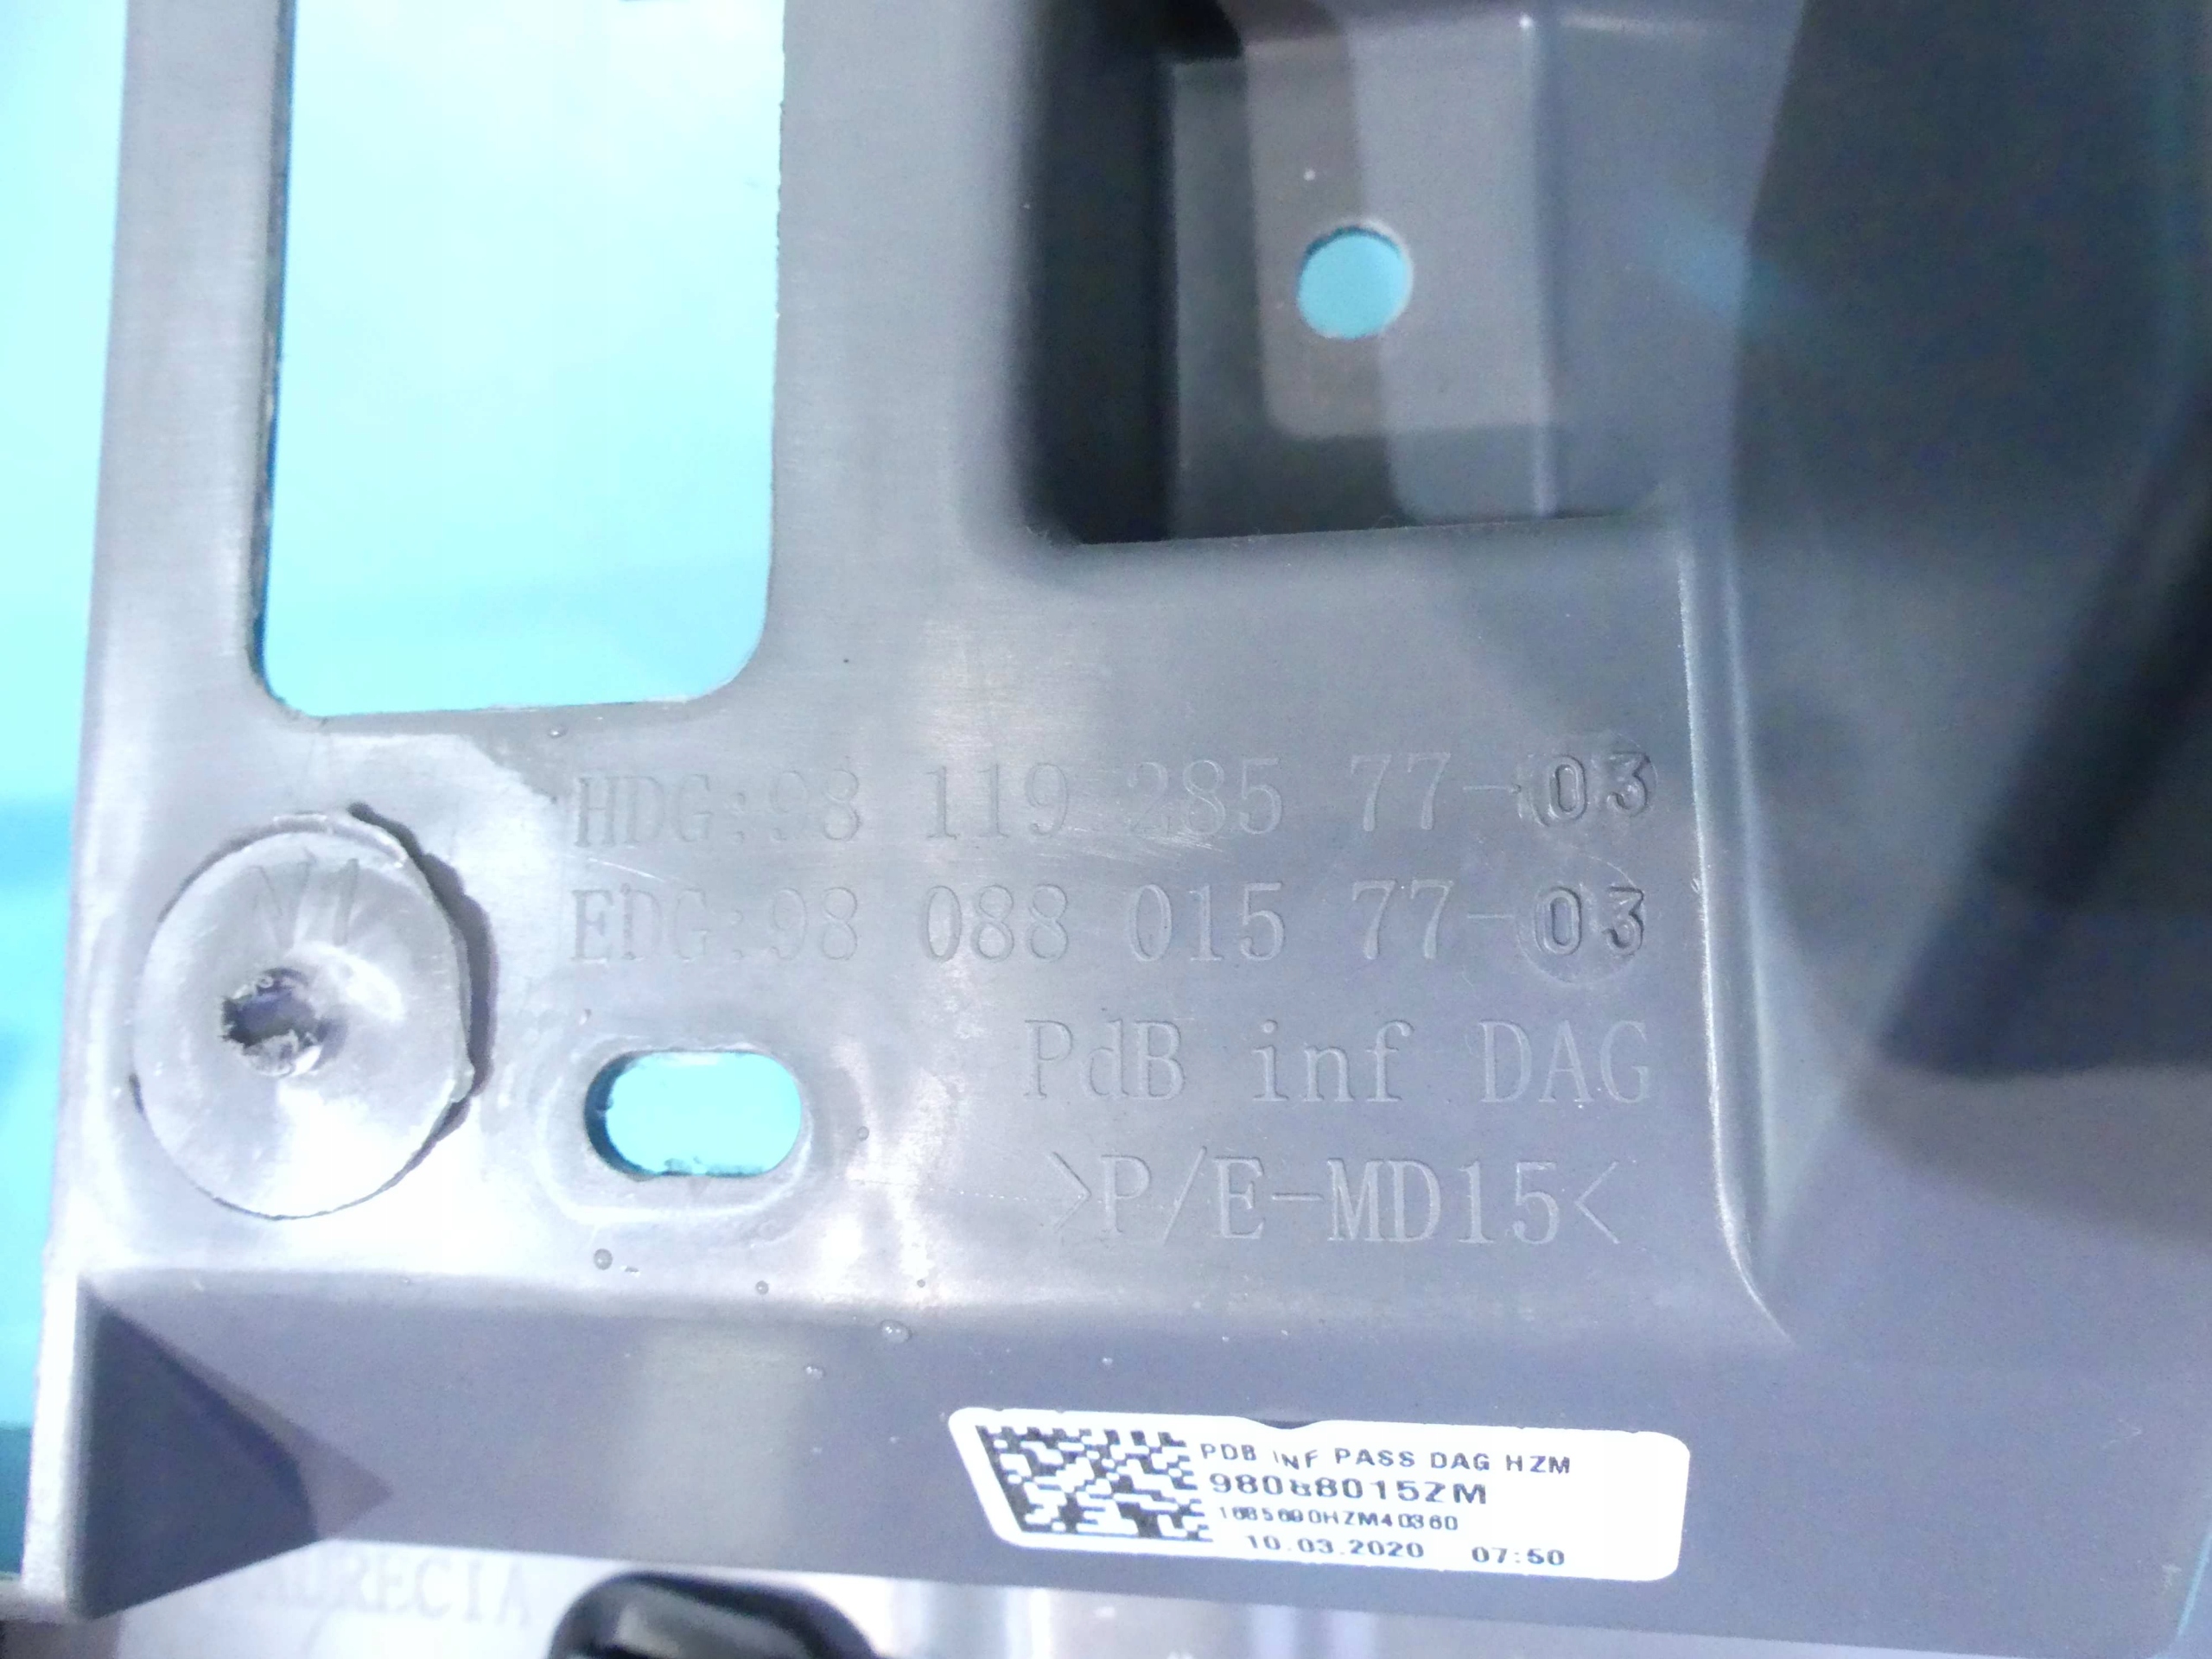 HDG:98 119 285 77-03
EDG:98 088 015 77-03
PdB inf DAG
>P/E-MD15<
PDB INF PASS DAG HZM
98088015ZM
10.03.2020 07:50